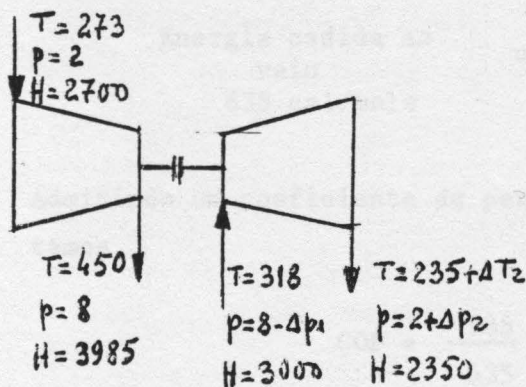 T=273
p=2
H=2700
T=450
p=8
H=3985
T=318
p=8-Δp₁
H=3000
T=235+ΔT₂
p=2+Δp₂
H=2350